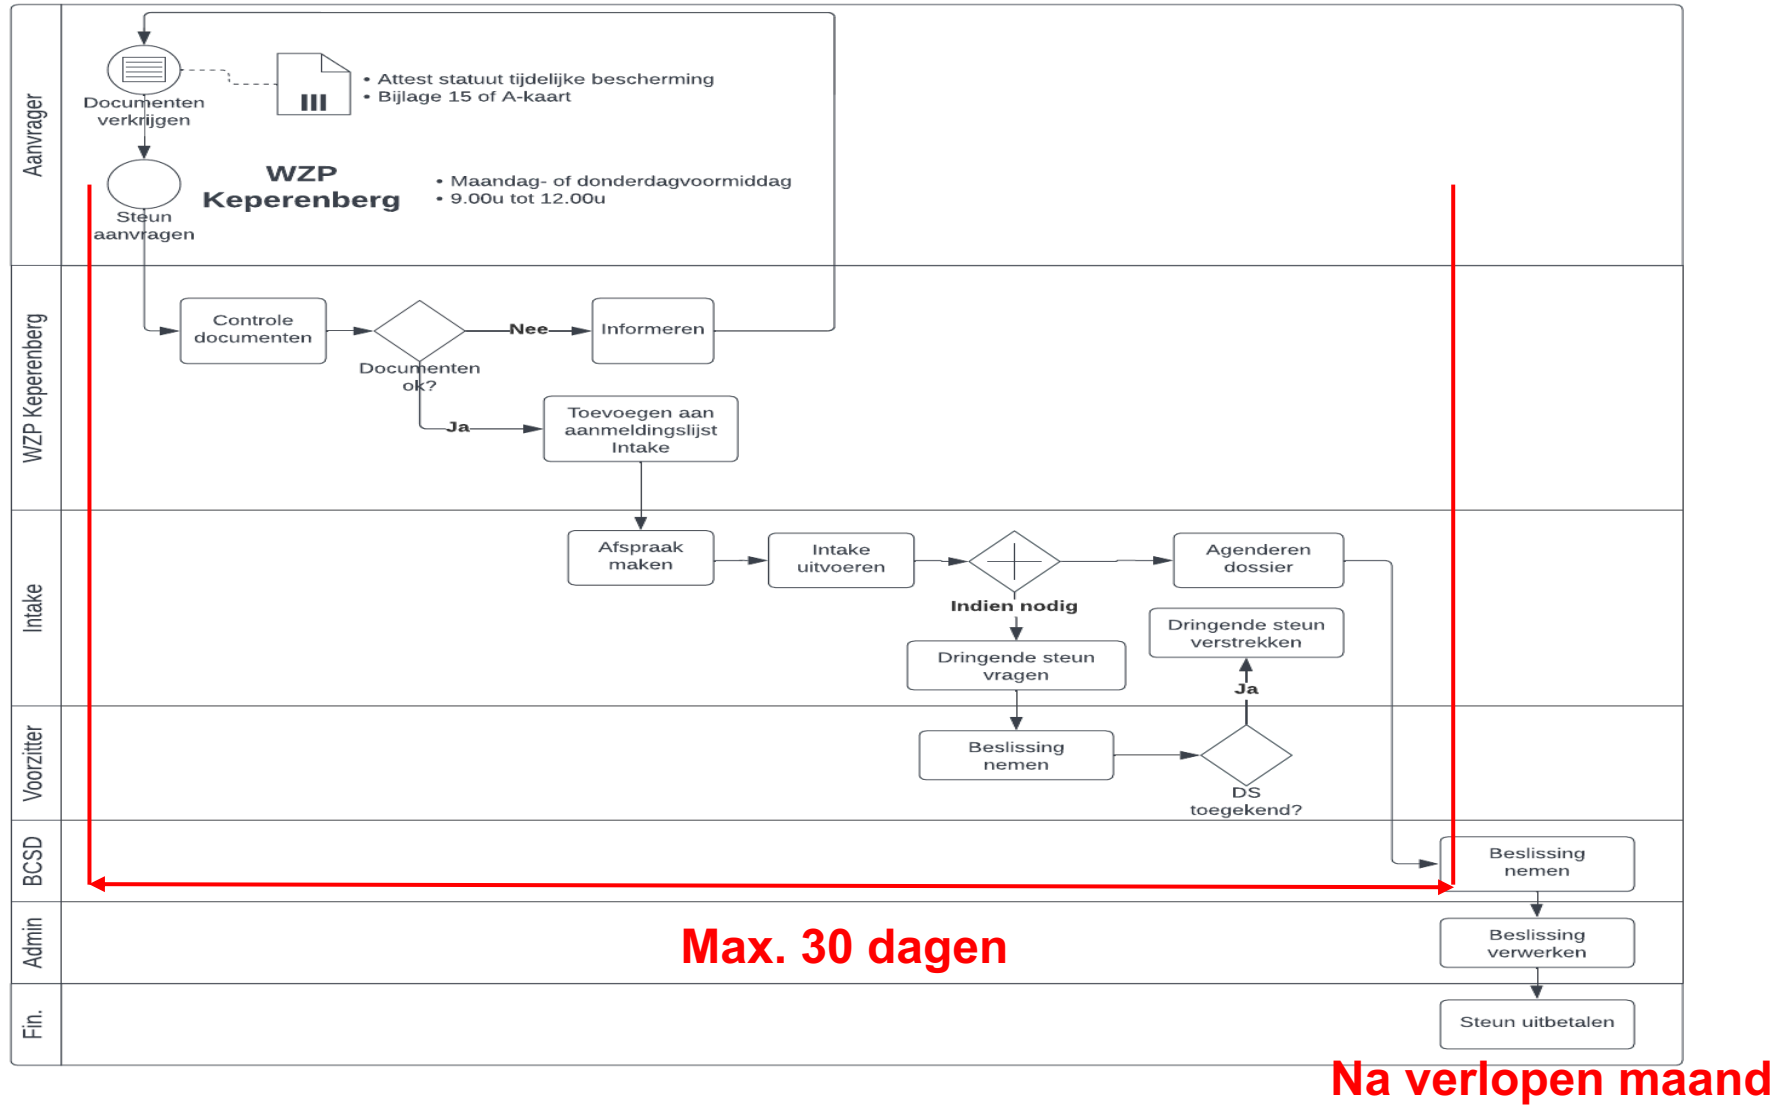 Aanvrager
Documenten
verkrijgen
• Attest statuut tijdelijke bescherming
• Bijlage 15 of A-kaart
Steun
aanvragen
WZP
Keperenberg
• Maandag- of donderdagvoormiddag
• 9.00u tot 12.00u
WZP Keperenberg
Controle
documenten
Documenten
ok?
Nee
Informeren
Ja
Toevoegen aan
aanmeldingslijst
Intake
Intake
Afspraak
maken
Intake
uitvoeren
Indien nodig
Agenderen
dossier
Dringende steun
vragen
Dringende steun
verstrekken
Ja
Voorzitter
Beslissing
nemen
DS
toegekend?
BCSD
Beslissing
nemen
Admin
Max. 30 dagen
Beslissing
verwerken
Fin.
Steun uitbetalen
Na verlopen maand